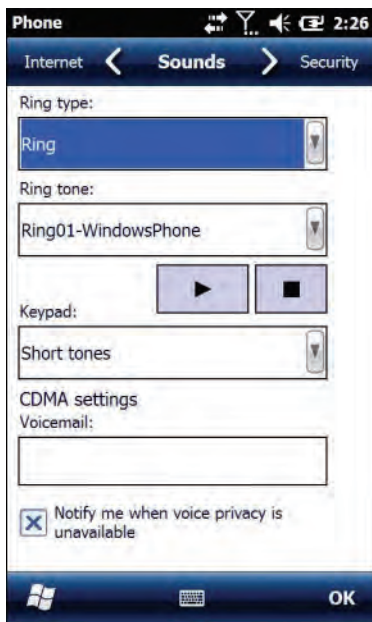 Phone 2:26
Internet Sounds Security
Ring type:
Ring
Ring tone:
Ring01-WindowsPhone
Keypad:
Short tones
CDMA settings
Voicemail:
Notify me when voice privacy is
unavailable
OK